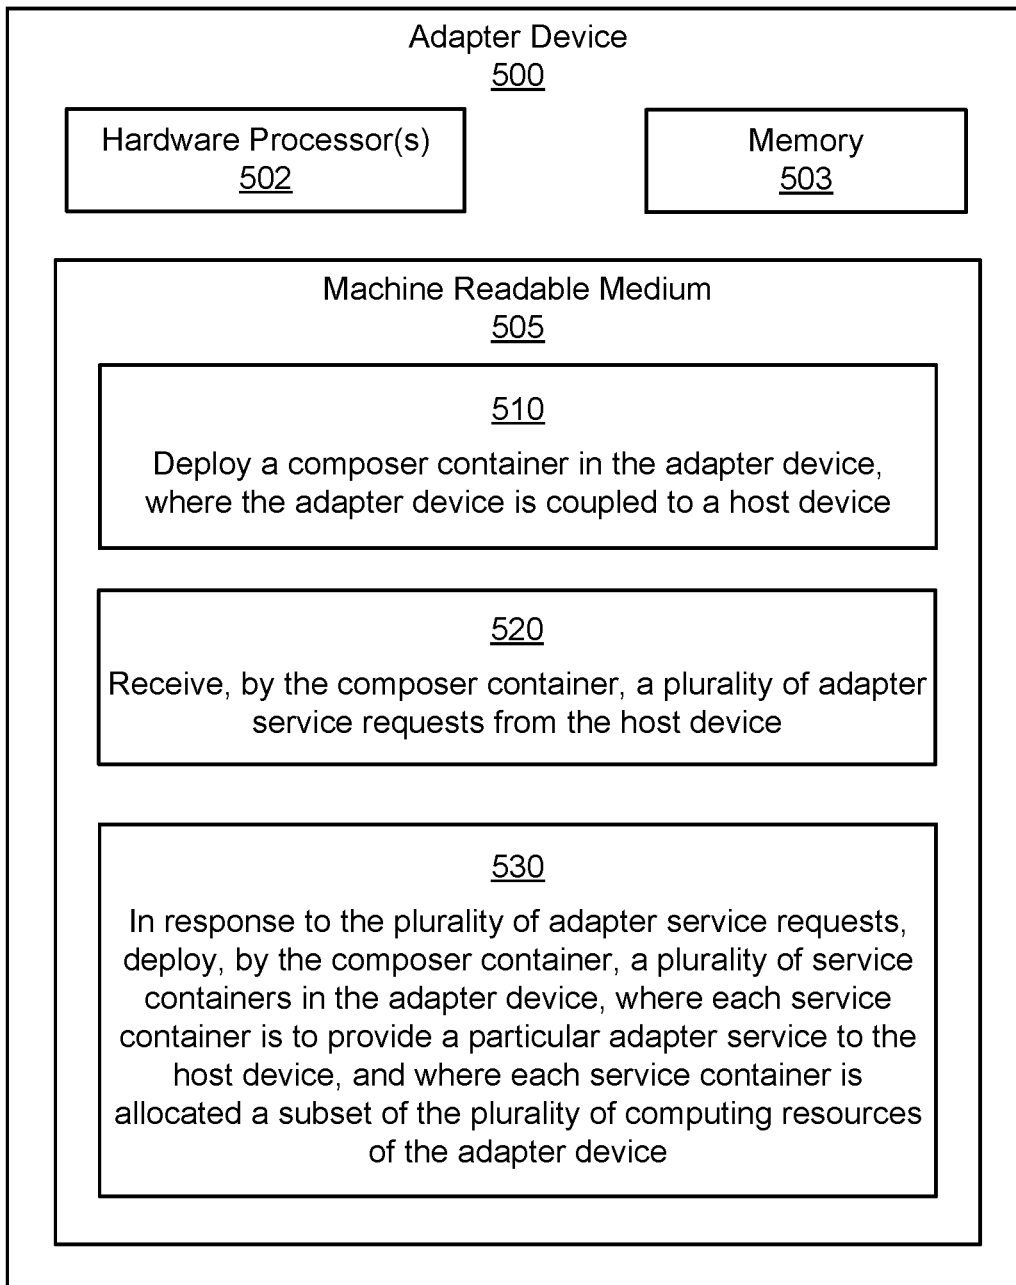 Adapter Device
500
Hardware Processor(s)
502
Memory
503
Machine Readable Medium
505
510
Deploy a composer container in the adapter device,
where the adapter device is coupled to a host device
520
Receive, by the composer container, a plurality of adapter
service requests from the host device
530
In response to the plurality of adapter service requests,
deploy, by the composer container, a plurality of service
containers in the adapter device, where each service
container is to provide a particular adapter service to the
host device, and where each service container is
allocated a subset of the plurality of computing resources
of the adapter device